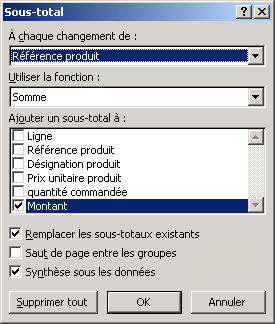 Sous-total
À chaque changement de :
Référence produit
Utiliser la fonction :
Somme
Ajouter un sous-total à :
Ligne
Référence produit
Désignation produit
Prix unitaire produit
quantité commandée
Montant
Remplacer les sous-totaux existants
Saut de page entre les groupes
Synthèse sous les données
Supprimer tout
OK
Annuler